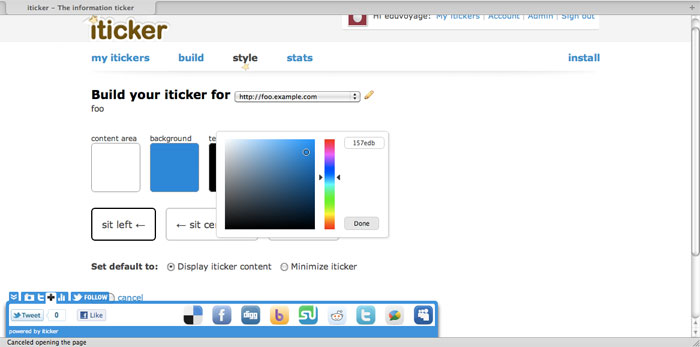 iticker – The information ticker
iticker
Hi eduvoyage: My itickers | Account | Admin | Sign out
my itickers build style stats install
Build your iticker for http://foo.example.com
foo
content area background te
157edb
Done
sit left ← ← sit cen
Set default to: Display iticker content Minimize iticker
FOLLOW cancel
Tweet 0 Like digg
powered by iticker
Canceled opening the page